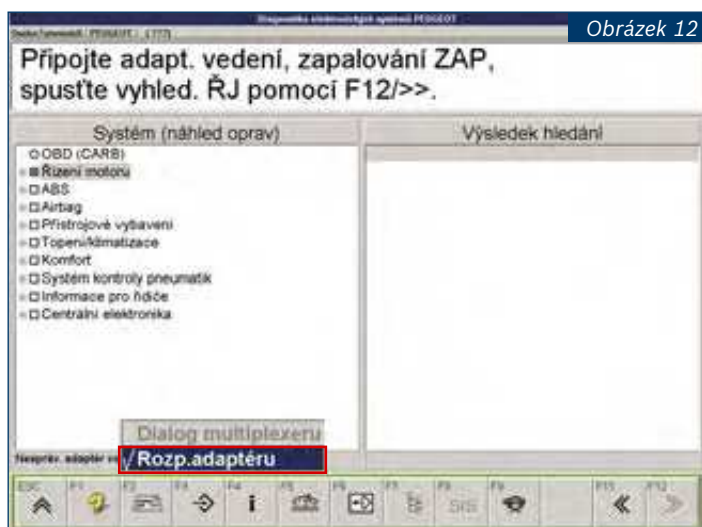 Diagnostika elektronických systémů PEUGEOT
Obrázek 12
Připojte adapt. vedení, zapalování ZAP,
spusťte vyhled. ŘJ pomocí F12/>>.
Systém (náhled oprav)
Výsledek hledání
OBD (CARB)
Řízení motoru
ABS
Airbag
Přístrojové vybavení
Topení/klimatizace
Komfort
Systém kontroly pneumatik
Informace pro řidiče
Centrální elektronika
Dialog multiplexeru
Rozp.adaptéru
Nespráv. adaptér
ESC F1 F2 F3 F4 F5 F6 F7 F8 F9 F11 F12
SIS